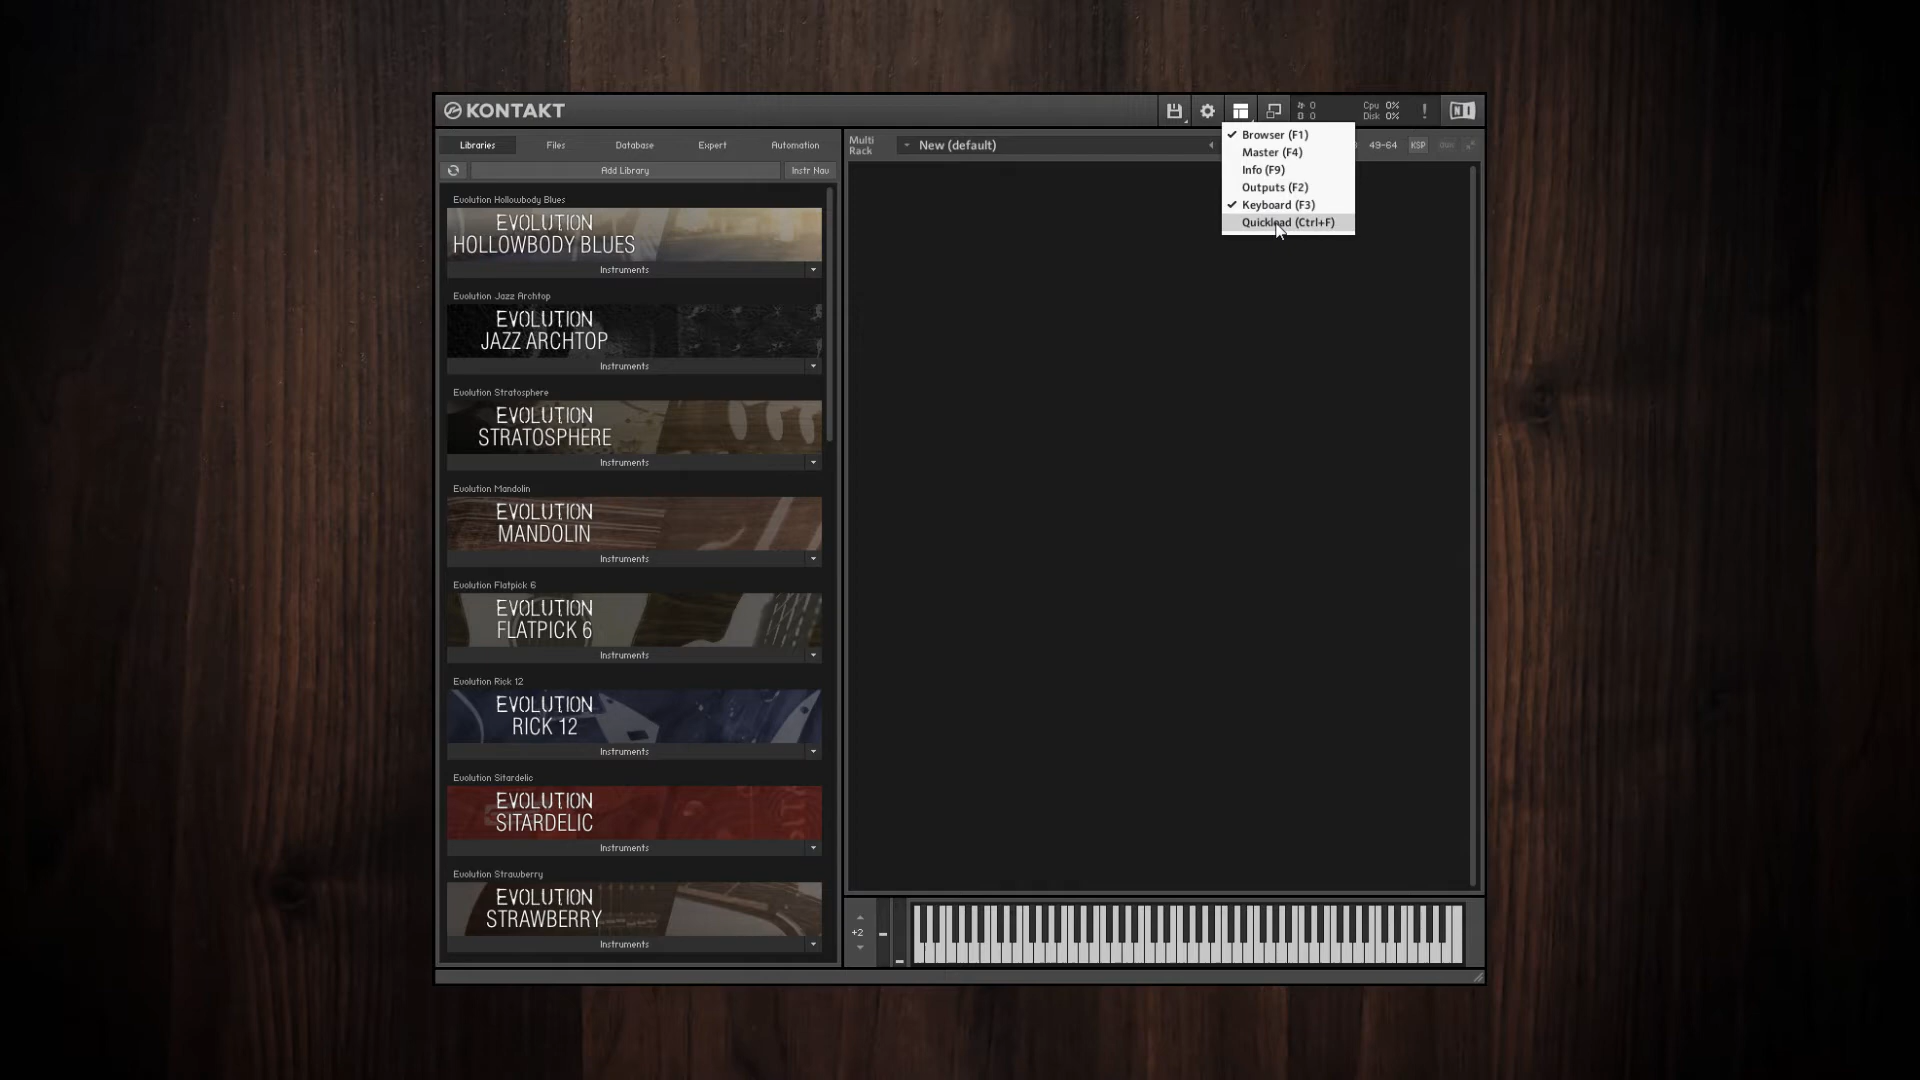 KONTAKT
0
0
Cpu 0%
Disk 0%
!
NI
Libraries
Files
Database
Expert
Automation
Multi
Rack
New (default)
49-64
KSP
Add Library
Instr Nav
Browser (F1)
Master (F4)
Info (F9)
Outputs (F2)
Keyboard (F3)
Quickload (Ctrl+F)
Evolution Hollowbody Blues
EVOLUTION
HOLLOWBODY BLUES
Instruments
Evolution Jazz Archtop
EVOLUTION
JAZZ ARCHTOP
Instruments
Evolution Stratosphere
EVOLUTION
STRATOSPHERE
Instruments
Evolution Mandolin
EVOLUTION
MANDOLIN
Instruments
Evolution Flatpick 6
EVOLUTION
FLATPICK 6
Instruments
Evolution Rick 12
EVOLUTION
RICK 12
Instruments
Evolution Sitardelic
EVOLUTION
SITARDELIC
Instruments
Evolution Strawberry
EVOLUTION
STRAWBERRY
Instruments
+2